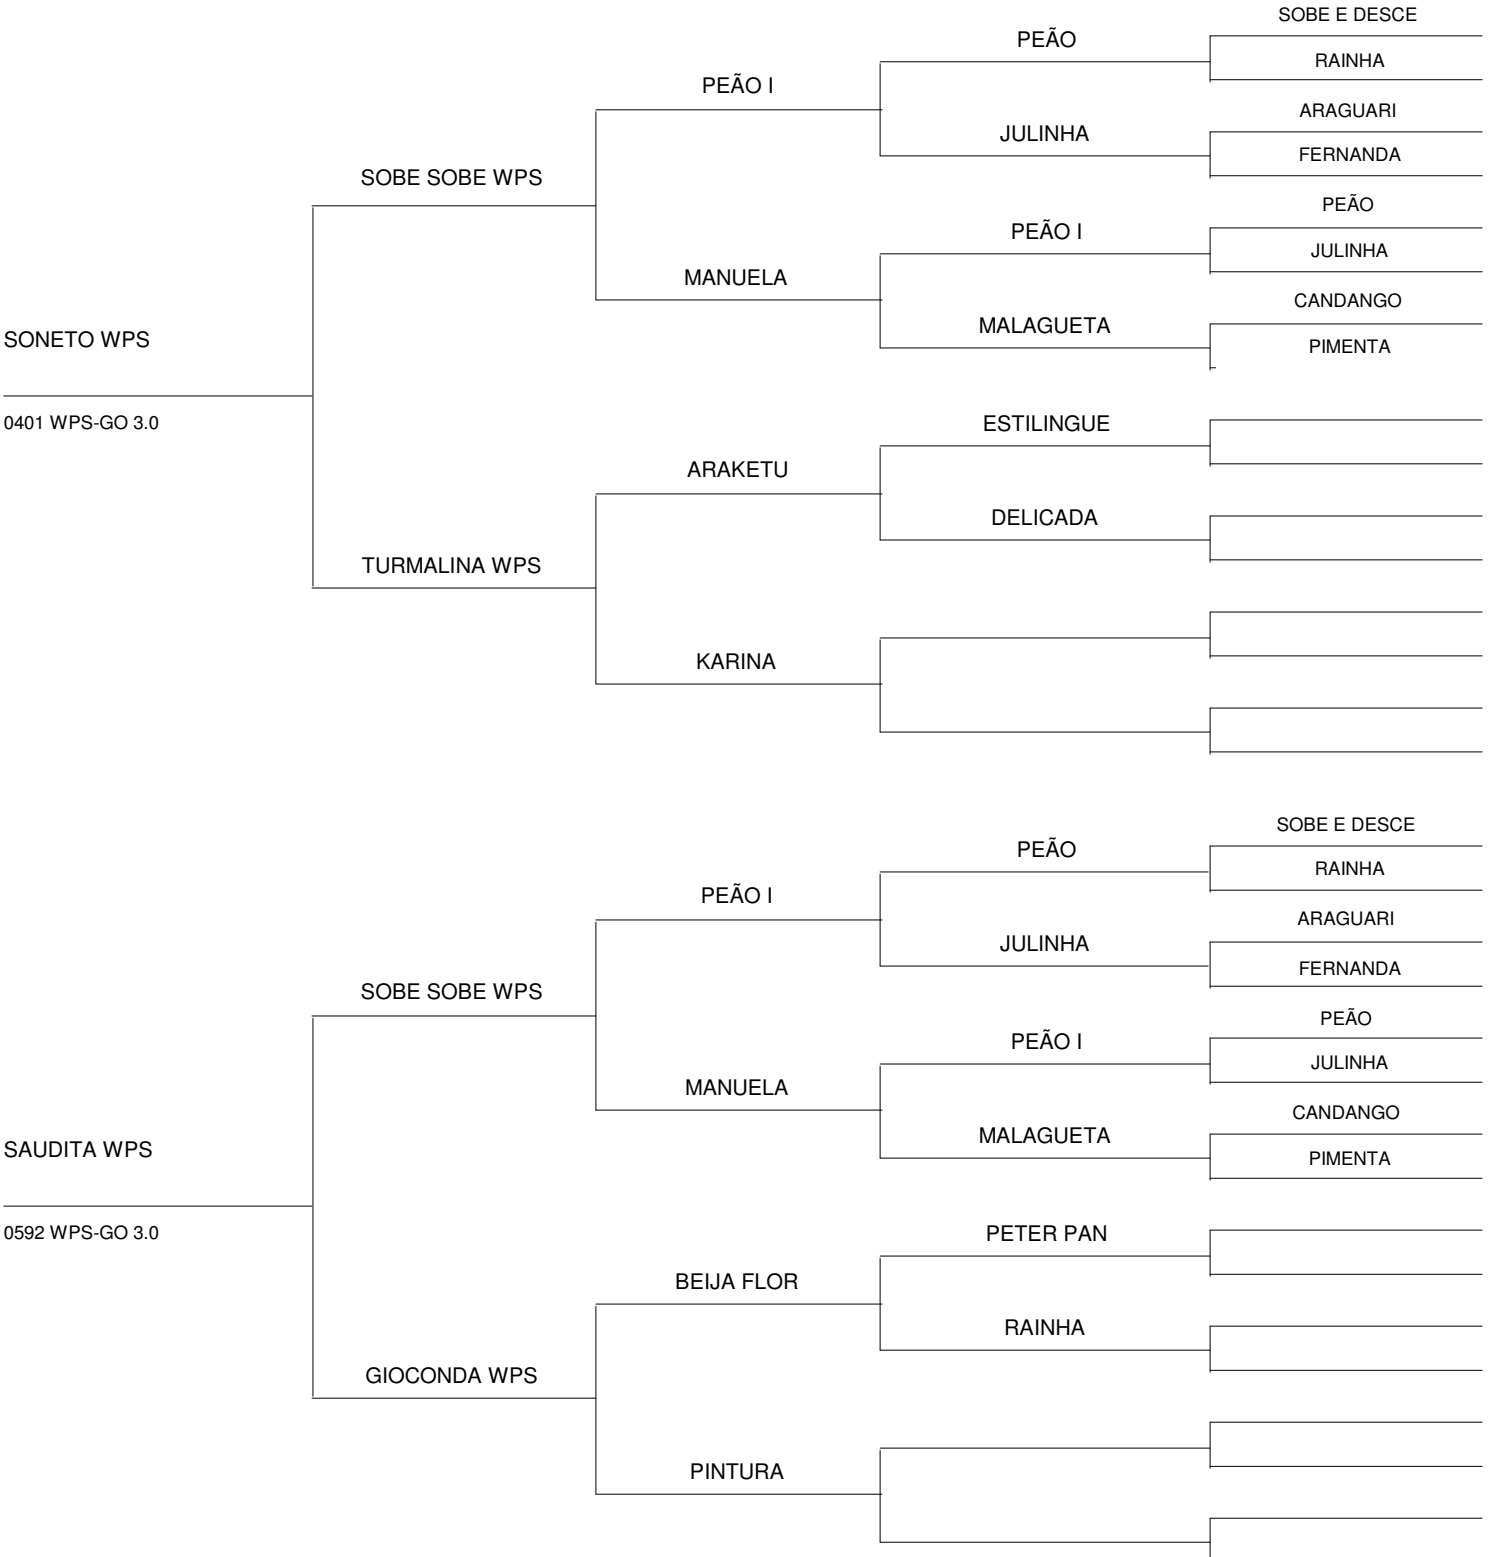 SOBE E DESCE
PEÃO
RAINHA
PEÃO I
ARAGUARI
JULINHA
FERNANDA
SOBE SOBE WPS
PEÃO
PEÃO I
JULINHA
MANUELA
CANDANGO
MALAGUETA
SONETO WPS
PIMENTA
0401 WPS-GO 3.0
ESTILINGUE
ARAKETU
DELICADA
TURMALINA WPS
KARINA
SOBE E DESCE
PEÃO
RAINHA
PEÃO I
ARAGUARI
JULINHA
FERNANDA
SOBE SOBE WPS
PEÃO
PEÃO I
JULINHA
MANUELA
CANDANGO
MALAGUETA
SAUDITA WPS
PIMENTA
0592 WPS-GO 3.0
PETER PAN
BEIJA FLOR
RAINHA
GIOCONDA WPS
PINTURA